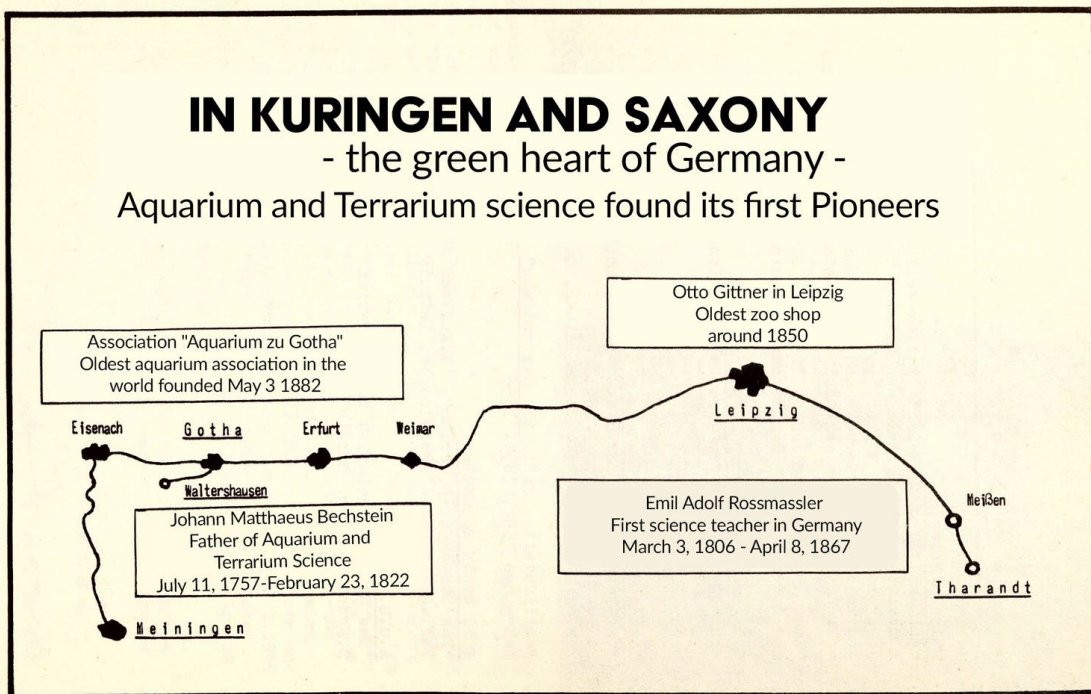 IN KURINGEN AND SAXONY
- the green heart of Germany -
Aquarium and Terrarium science found its first Pioneers
Otto Gittner in Leipzig
Oldest zoo shop
around 1850
Association "Aquarium zu Gotha"
Oldest aquarium association in the
world founded May 3 1882
Leipzig
Eisenach
Gotha
Erfurt
Weimar
Waltershausen
Johann Matthaeus Bechstein
Father of Aquarium and
Terrarium Science
July 11, 1757-February 23, 1822
Emil Adolf Rossmassler
First science teacher in Germany
March 3, 1806 - April 8, 1867
Meißen
Tharandt
Meiningen